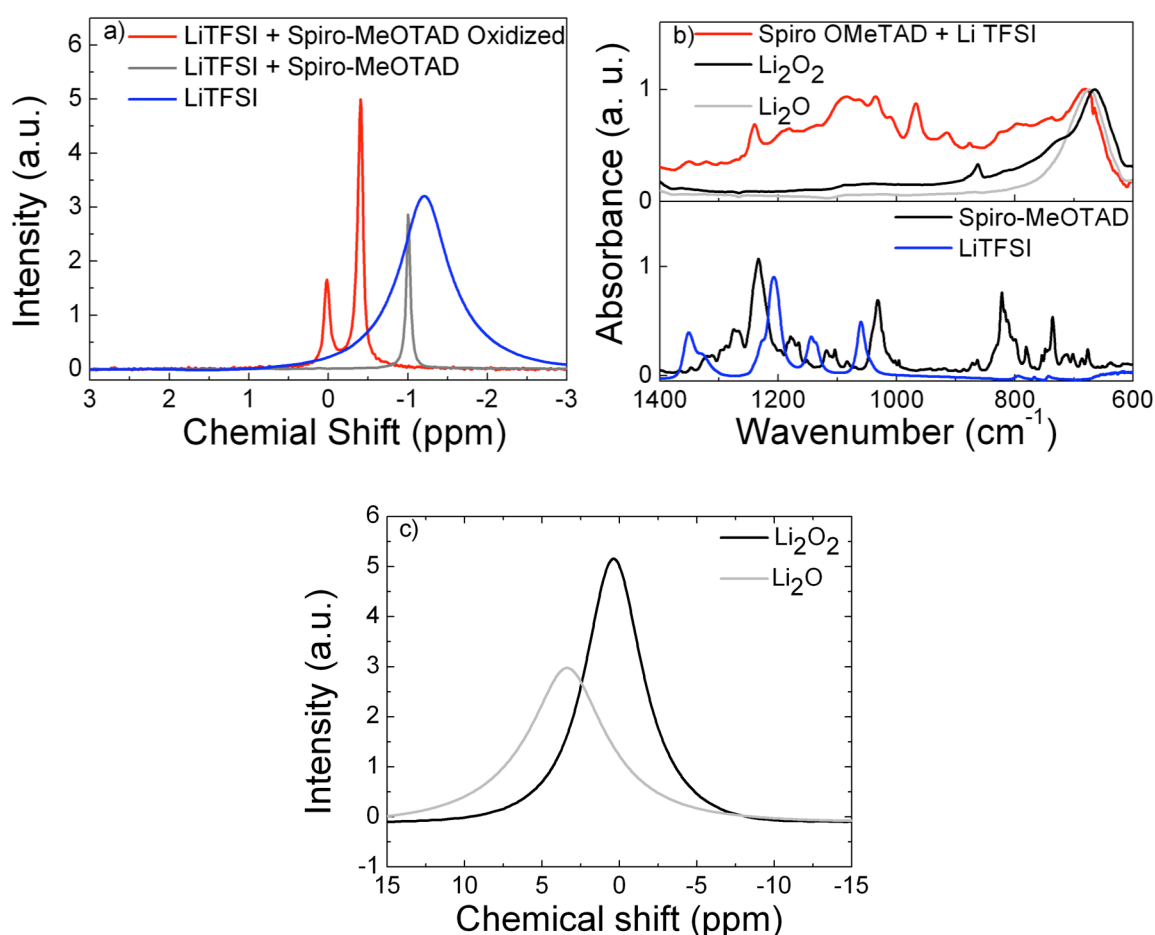 a)
LiTFSI + Spiro-MeOTAD Oxidized
LiTFSI + Spiro-MeOTAD
LiTFSI
6
5
4
3
2
1
0
3 2 1 0 -1 -2 -3
Intensity (a.u.)
Chemial Shift (ppm)
b)
Spiro OMeTAD + Li TFSI
Li2O2
Li2O
1
0
Spiro-MeOTAD
LiTFSI
1
0
1400 1200 1000 800 600
Absorbance (a. u.)
Wavenumber (cm-1)
c)
Li2O2
Li2O
6
5
4
3
2
1
0
-1
15 10 5 0 -5 -10 -15
Intensity (a.u.)
Chemical shift (ppm)